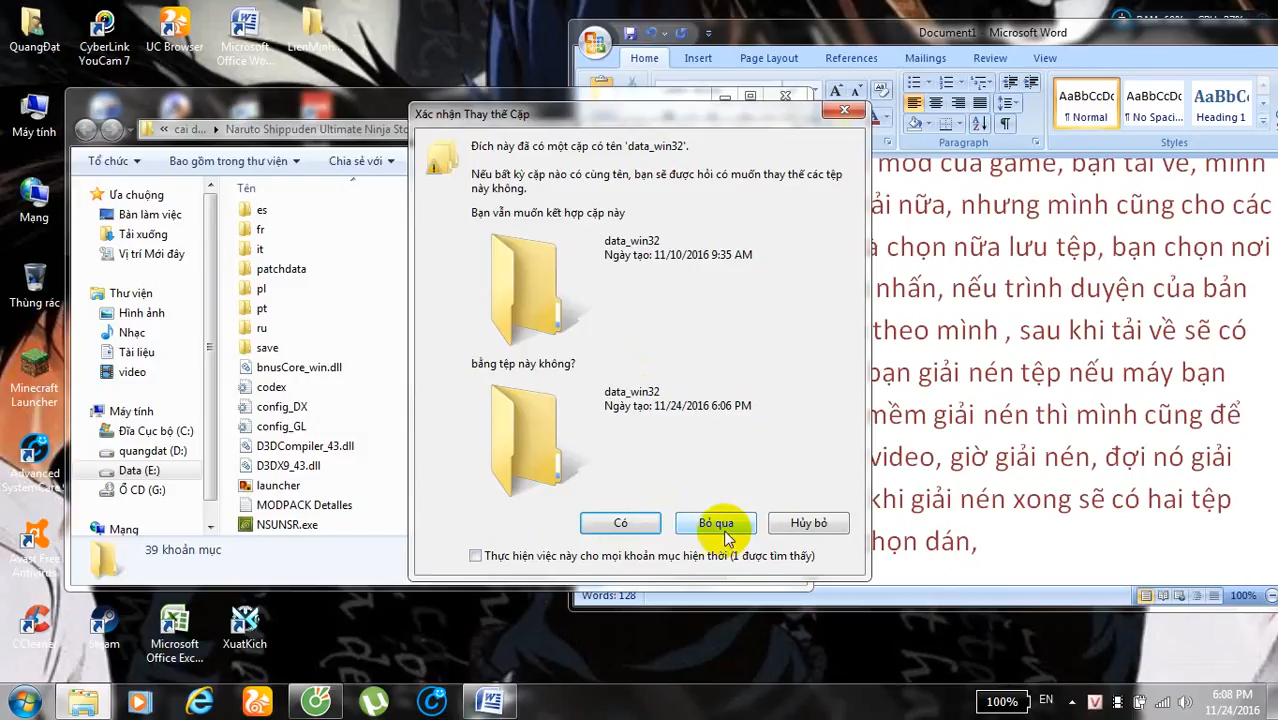 QuangĐạt
CyberLink
YouCam 7
UC Browser
Microsoft
Office Wo...
LienMinh...
Máy tính
Mạng
Thùng rác
Minecraft
Launcher
Advanced
SystemCare
Avast
CCleaner
Steam
Microsoft
Office Exc...
XuatKich
Document1 - Microsoft Word
Home
Insert
Page Layout
References
Mailings
Review
View
AaBbCcDc
¶ Normal
AaBbCcDc
¶ No Spaci...
AaBbCc
Heading 1
Paragraph
Styles
mod của game, bạn tải về, mình
ải nữa, nhưng mình cũng cho các
chọn nữa lưu tệp, bạn chọn nơi
nhấn, nếu trình duyện của bản
theo mình , sau khi tải về sẽ có
bạn giải nén tệp nếu máy bạn
mềm giải nén thì mình cũng để
video, giờ giải nén, đợi nó giải
khi giải nén xong sẽ có hai tệp
họn dán,
Words: 128
100%
« cai d... ▸ Naruto Shippuden Ultimate Ninja Sto
Tổ chức
Bao gồm trong thư viện
Chia sẻ với
Ưa chuộng
Bàn làm việc
Tải xuống
Vị trí Mới đây
Thư viện
Hình ảnh
Nhạc
Tài liệu
video
Máy tính
Đĩa Cục bộ (C:)
quangdat (D:)
Data (E:)
Ổ CD (G:)
Mạng
Tên
es
fr
it
patchdata
pl
pt
ru
save
bnusCore_win.dll
codex
config_DX
config_GL
D3DCompiler_43.dll
D3DX9_43.dll
launcher
MODPACK Detalles
NSUNSR.exe
39 khoản mục
Xác nhận Thay thế Cặp
Đích này đã có một cặp có tên 'data_win32'.
Nếu bất kỳ cặp nào có cùng tên, bạn sẽ được hỏi có muốn thay thế các tệp
này không.
Bạn vẫn muốn kết hợp cặp này
data_win32
Ngày tạo: 11/10/2016 9:35 AM
bằng tệp này không?
data_win32
Ngày tạo: 11/24/2016 6:06 PM
Có
Bỏ qua
Hủy bỏ
Thực hiện việc này cho mọi khoản mục hiện thời (1 được tìm thấy)
100%
EN
6:08 PM
11/24/2016